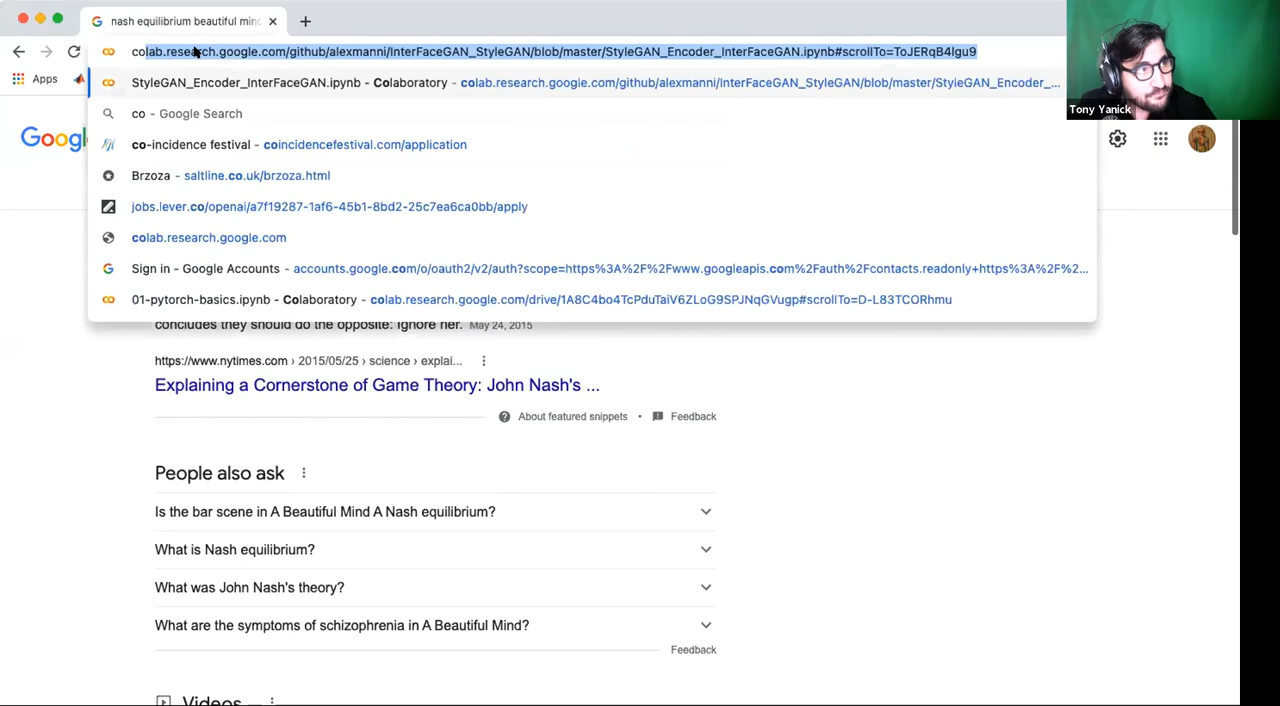 nash equilibrium beautiful min
colab.research.google.com/github/alexmanni/InterFaceGAN_StyleGAN/blob/master/StyleGAN_Encoder_InterFaceGAN.ipynb#scrollTo=ToJERqB4Igu9
Apps
StyleGAN_Encoder_InterFaceGAN.ipynb - Colaboratory - colab.research.google.com/github/alexmanni/InterFaceGAN_StyleGAN/blob/master/StyleGAN_Encoder_...
Tony Yanick
co - Google Search
Googl
co-incidence festival - coincidencefestival.com/application
Brzoza - saltline.co.uk/brzoza.html
jobs.lever.co/openai/a7f19287-1af6-45b1-8bd2-25c7ea6ca0bb/apply
colab.research.google.com
Sign in - Google Accounts - accounts.google.com/o/oauth2/v2/auth?scope=https%3A%2F%2Fwww.googleapis.com%2Fauth%2Fcontacts.readonly+https%3A%2F%2...
01-pytorch-basics.ipynb - Colaboratory - colab.research.google.com/drive/1A8C4bo4TcPduTaiV6ZLoG9SPJNqGVugp#scrollTo=D-L83TCORhmu
concludes they should do the opposite: Ignore her. May 24, 2015
https://www.nytimes.com › 2015/05/25 › science › explai...
Explaining a Cornerstone of Game Theory: John Nash's ...
About featured snippets • Feedback
People also ask
Is the bar scene in A Beautiful Mind A Nash equilibrium?
What is Nash equilibrium?
What was John Nash's theory?
What are the symptoms of schizophrenia in A Beautiful Mind?
Feedback
Videos